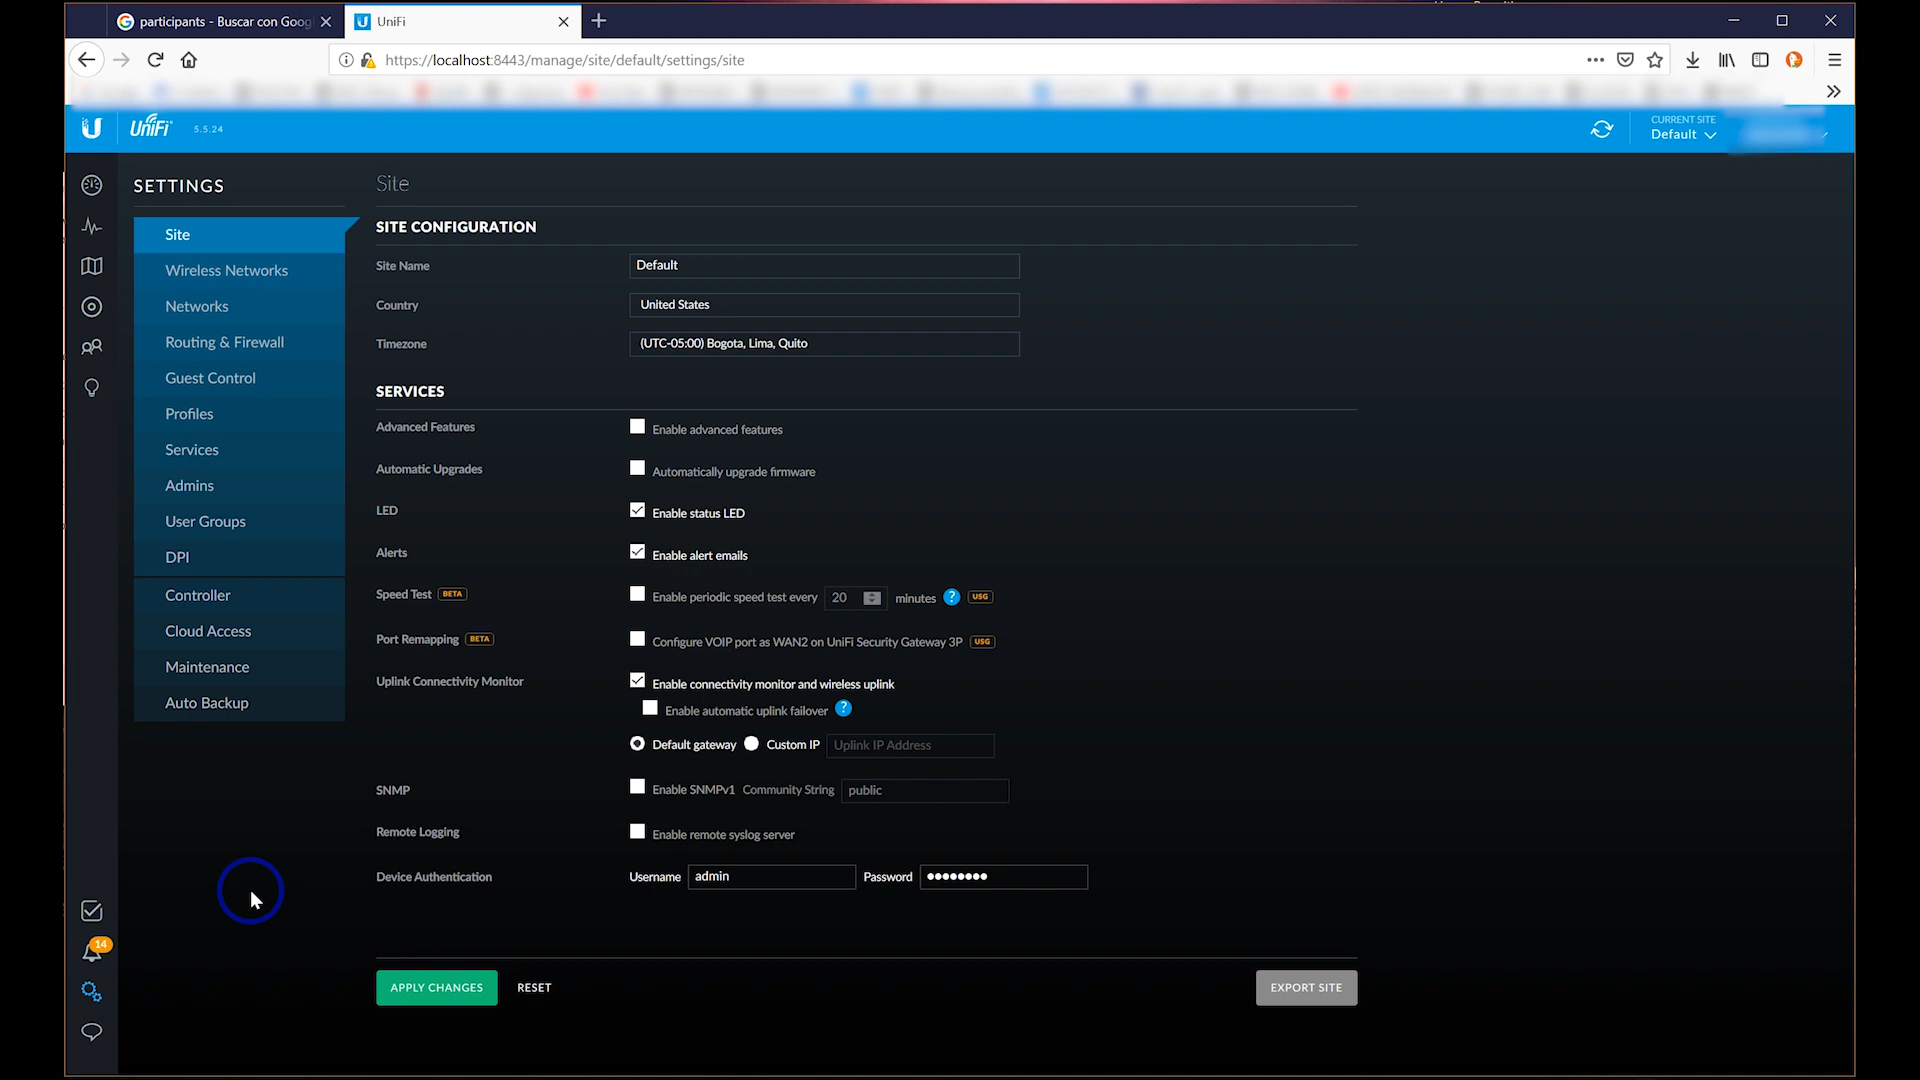 participants - Buscar con Goog
UniFi
https://localhost:8443/manage/site/default/settings/site
UniFi 5.5.24
CURRENT SITE
Default
SETTINGS
Site
Wireless Networks
Networks
Routing & Firewall
Guest Control
Profiles
Services
Admins
User Groups
DPI
Controller
Cloud Access
Maintenance
Auto Backup
14
Site
SITE CONFIGURATION
Site Name Default
Country United States
Timezone (UTC-05:00) Bogota, Lima, Quito
SERVICES
Advanced Features Enable advanced features
Automatic Upgrades Automatically upgrade firmware
LED Enable status LED
Alerts Enable alert emails
Speed Test BETA Enable periodic speed test every 20 minutes ? USG
Port Remapping BETA Configure VOIP port as WAN2 on UniFi Security Gateway 3P USG
Uplink Connectivity Monitor Enable connectivity monitor and wireless uplink
Enable automatic uplink failover ?
Default gateway Custom IP Uplink IP Address
SNMP Enable SNMPv1 Community String public
Remote Logging Enable remote syslog server
Device Authentication Username admin Password ••••••••
APPLY CHANGES RESET EXPORT SITE